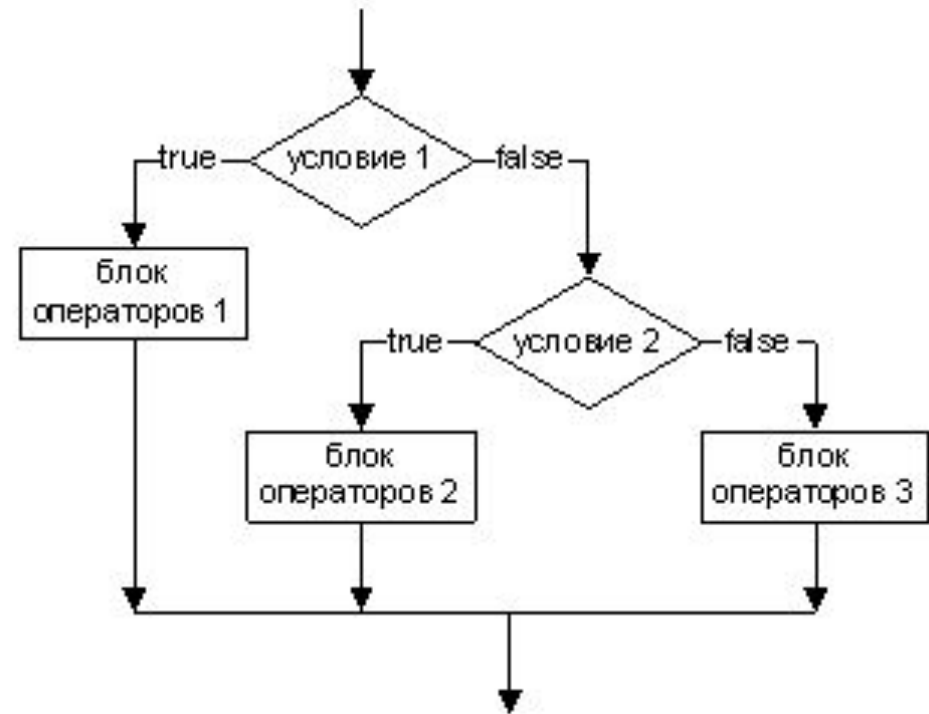 true
условие 1
false
блок
операторов 1
true
условие 2
false
блок
операторов 2
блок
операторов 3